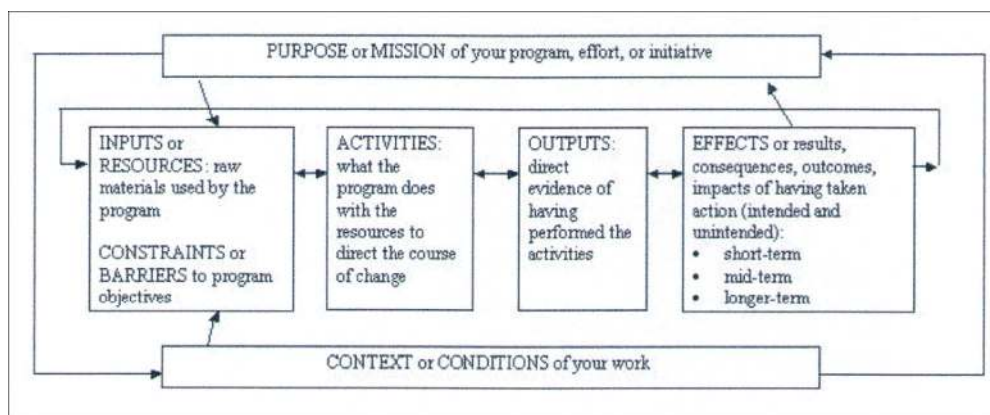 PURPOSE or MISSION of your program, effort, or initiative
INPUTS or
RESOURCES: raw
materials used by the
program
CONSTRAINTS or
BARRIERS to program
objectives
ACTIVITIES:
what the
program does
with the
resources to
direct the course
of change
OUTPUTS:
direct
evidence of
having
performed the
activities
EFFECTS or results,
consequences, outcomes,
impacts of having taken
action (intended and
unintended):
• short-term
• mid-term
• longer-term
CONTEXT or CONDITIONS of your work